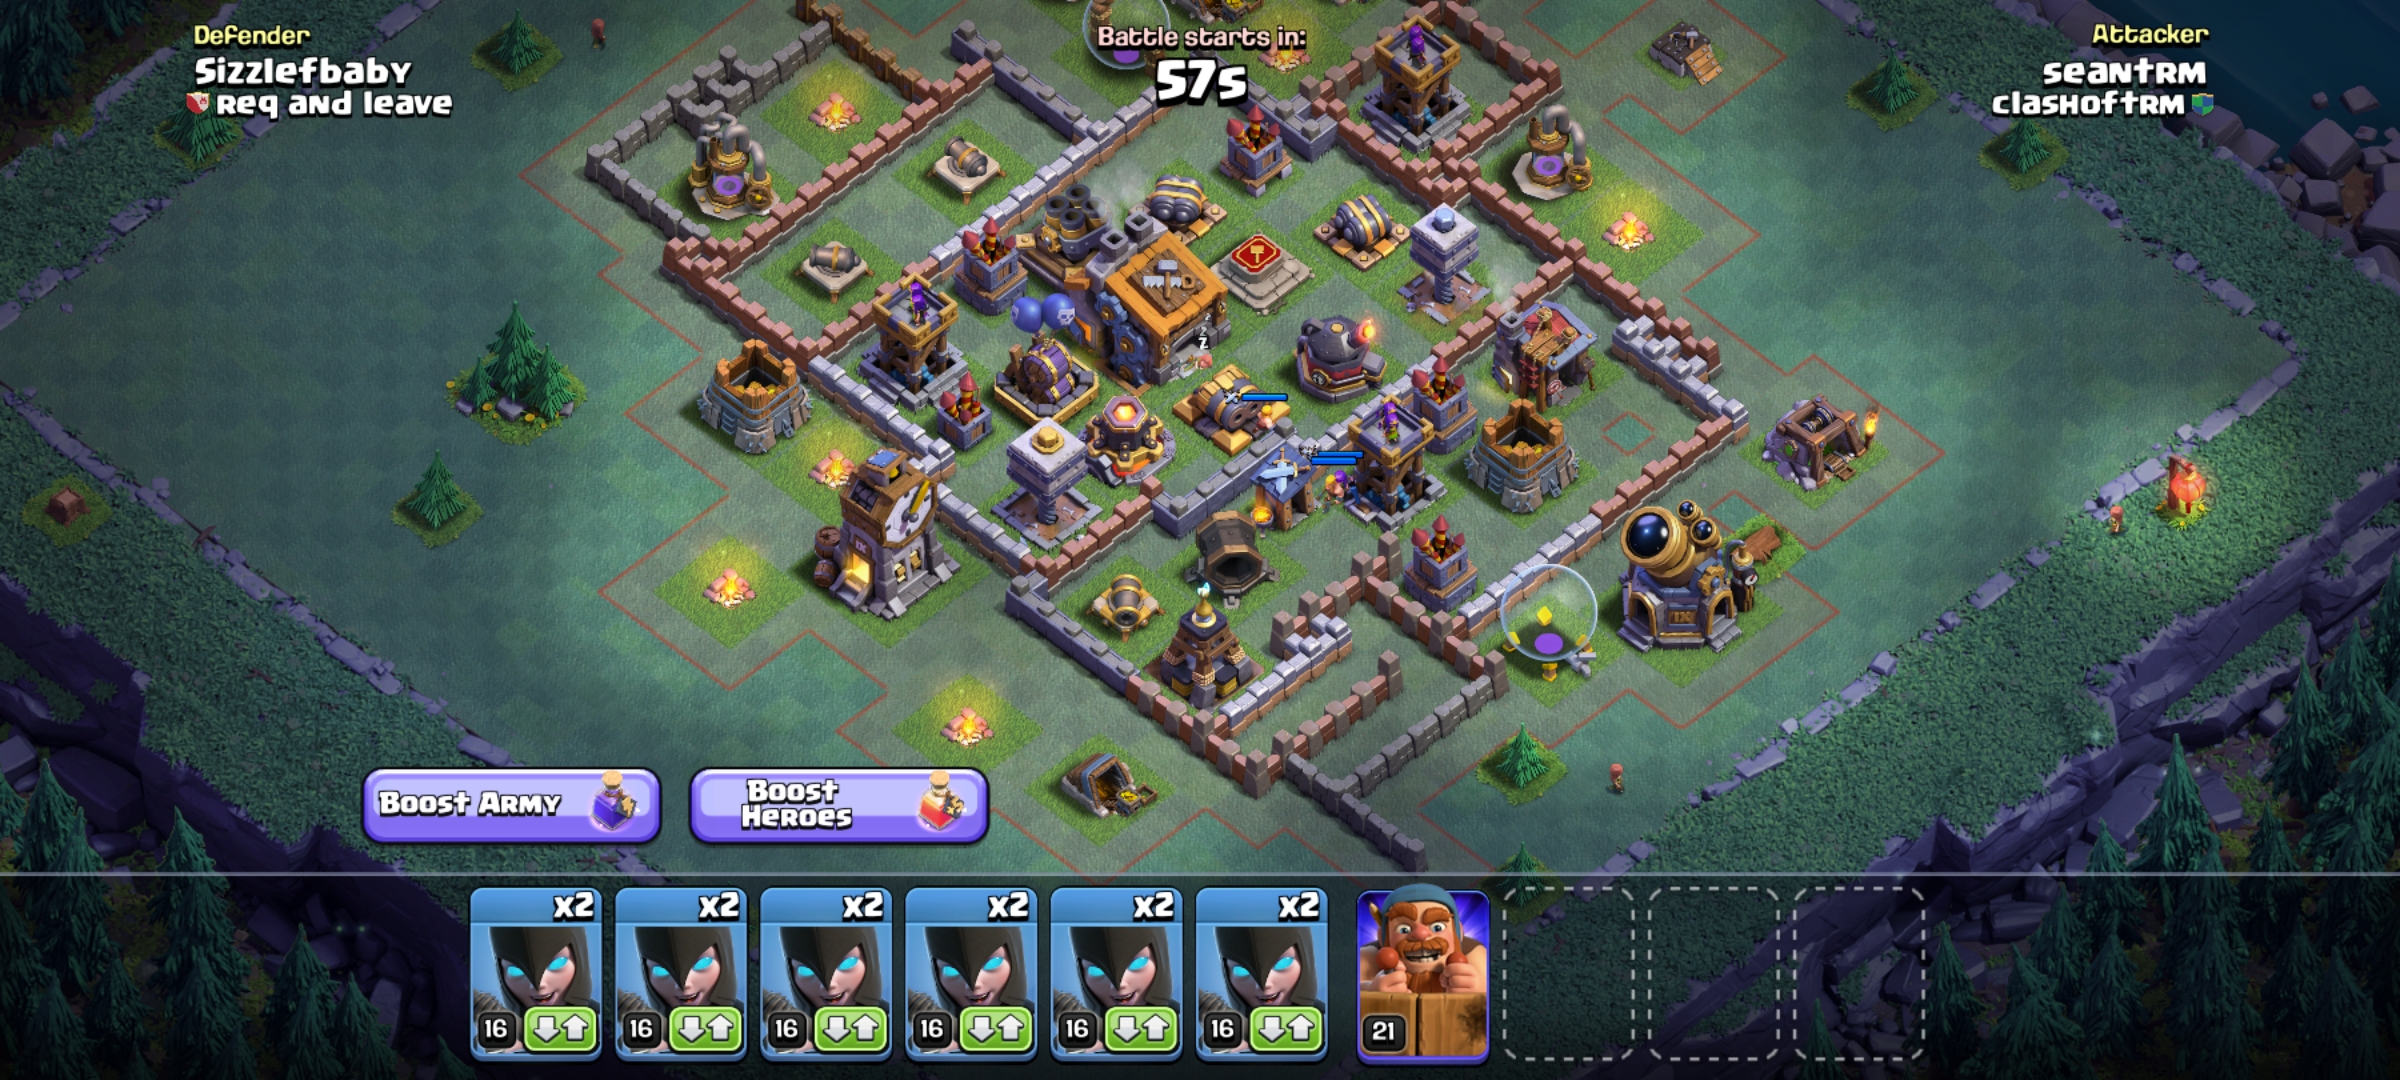 Defender
Sizzlefbaby
req and leave
Battle starts in:
57s
Attacker
seantRM
clashoftRM
Boost Army
Boost
Heroes
x2
x2
x2
x2
x2
x2
16
16
16
16
16
16
21